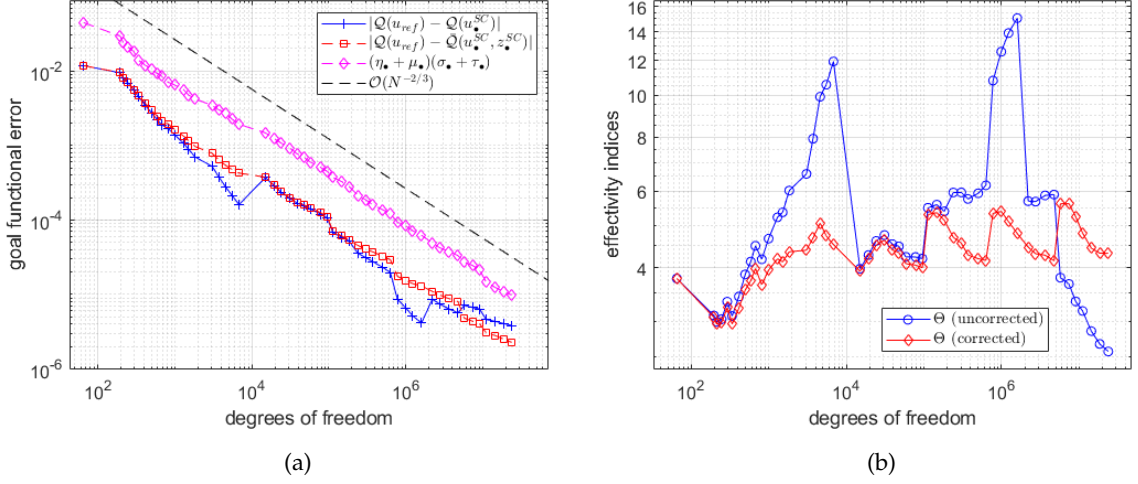 10^-2
10^-4
10^-6
goal functional error
|Q(u_ref) − Q(u_•^SC)|
|Q(u_ref) − Q̄(u_•^SC, z_•^SC)|
(η_• + μ_•)(σ_• + τ_•)
O(N^−2/3)
10^2 10^4 10^6
degrees of freedom
(a)
16
14
12
10
8
6
4
effectivity indices
Θ (uncorrected)
Θ (corrected)
10^2 10^4 10^6
degrees of freedom
(b)